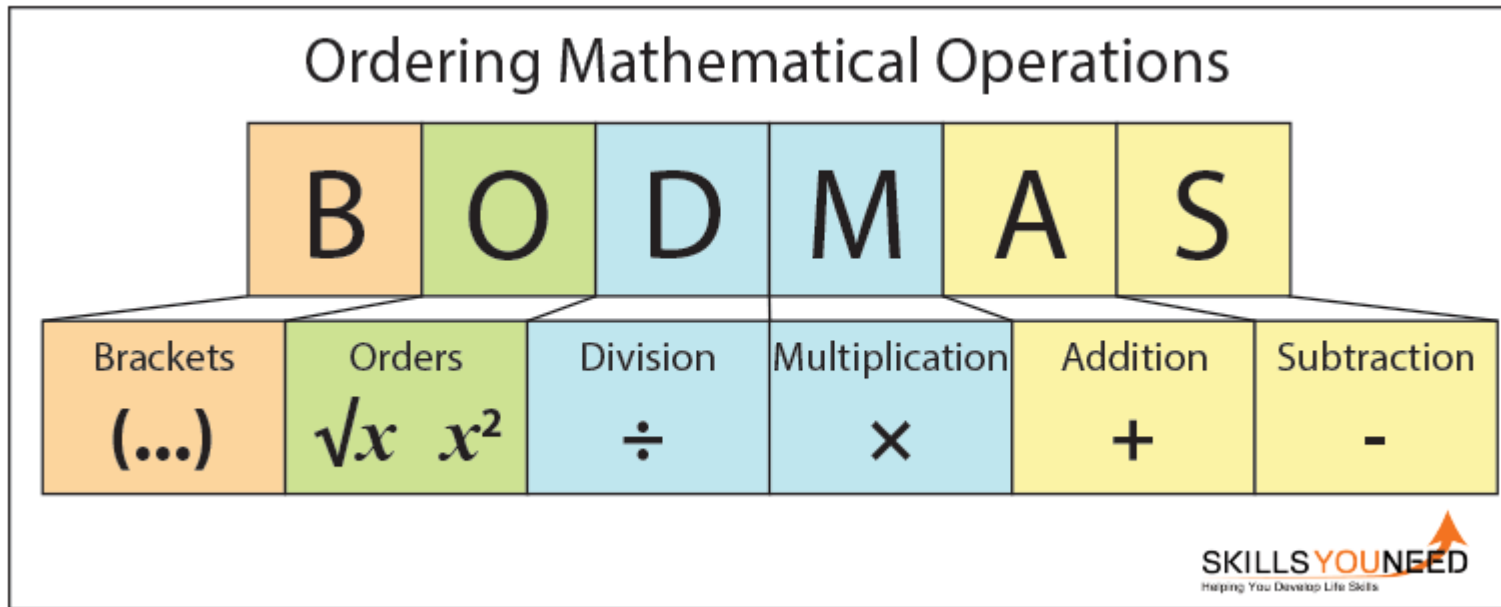 Ordering Mathematical Operations
B O D M A S
Brackets Orders Division Multiplication Addition Subtraction
(...) √x x² ÷ × + -
SKILLSYOUNEED
Helping You Develop Life Skills